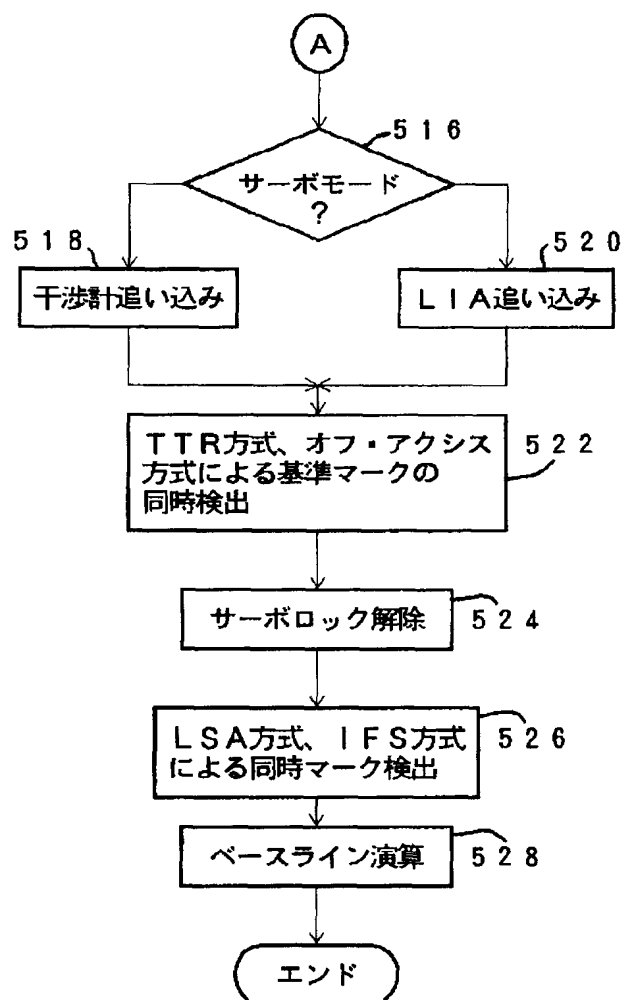 A
516
サーボモード
?
518
干渉計追い込み
520
LIA追い込み
TTR方式、オフ・アクシス
方式による基準マークの
同時検出
522
サーボロック解除
524
LSA方式、IFS方式
による同時マーク検出
526
ベースライン演算
528
エンド